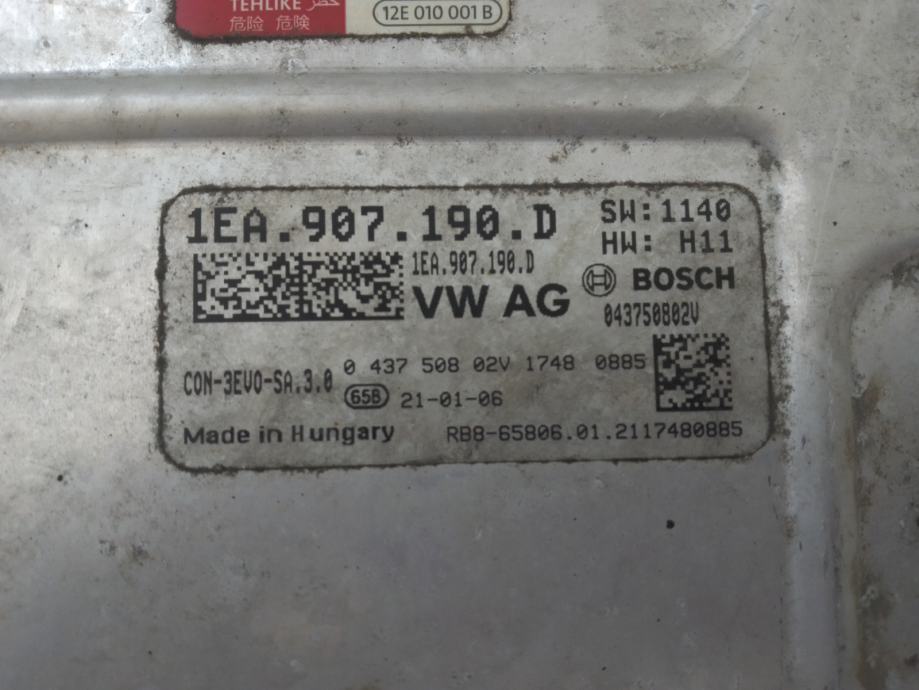 TEHLIKE خطر
危险 危険
12E 010 001 B
1EA.907.190.D
SW:1140
HW: H11
1EA.907.190.D
VW AG
BOSCH
043750802V
CON-3EVO-SA.3.0
0 437 508 02V 1748 0885
658
21-01-06
Made in Hungary
RB8-65806.01.2117480885